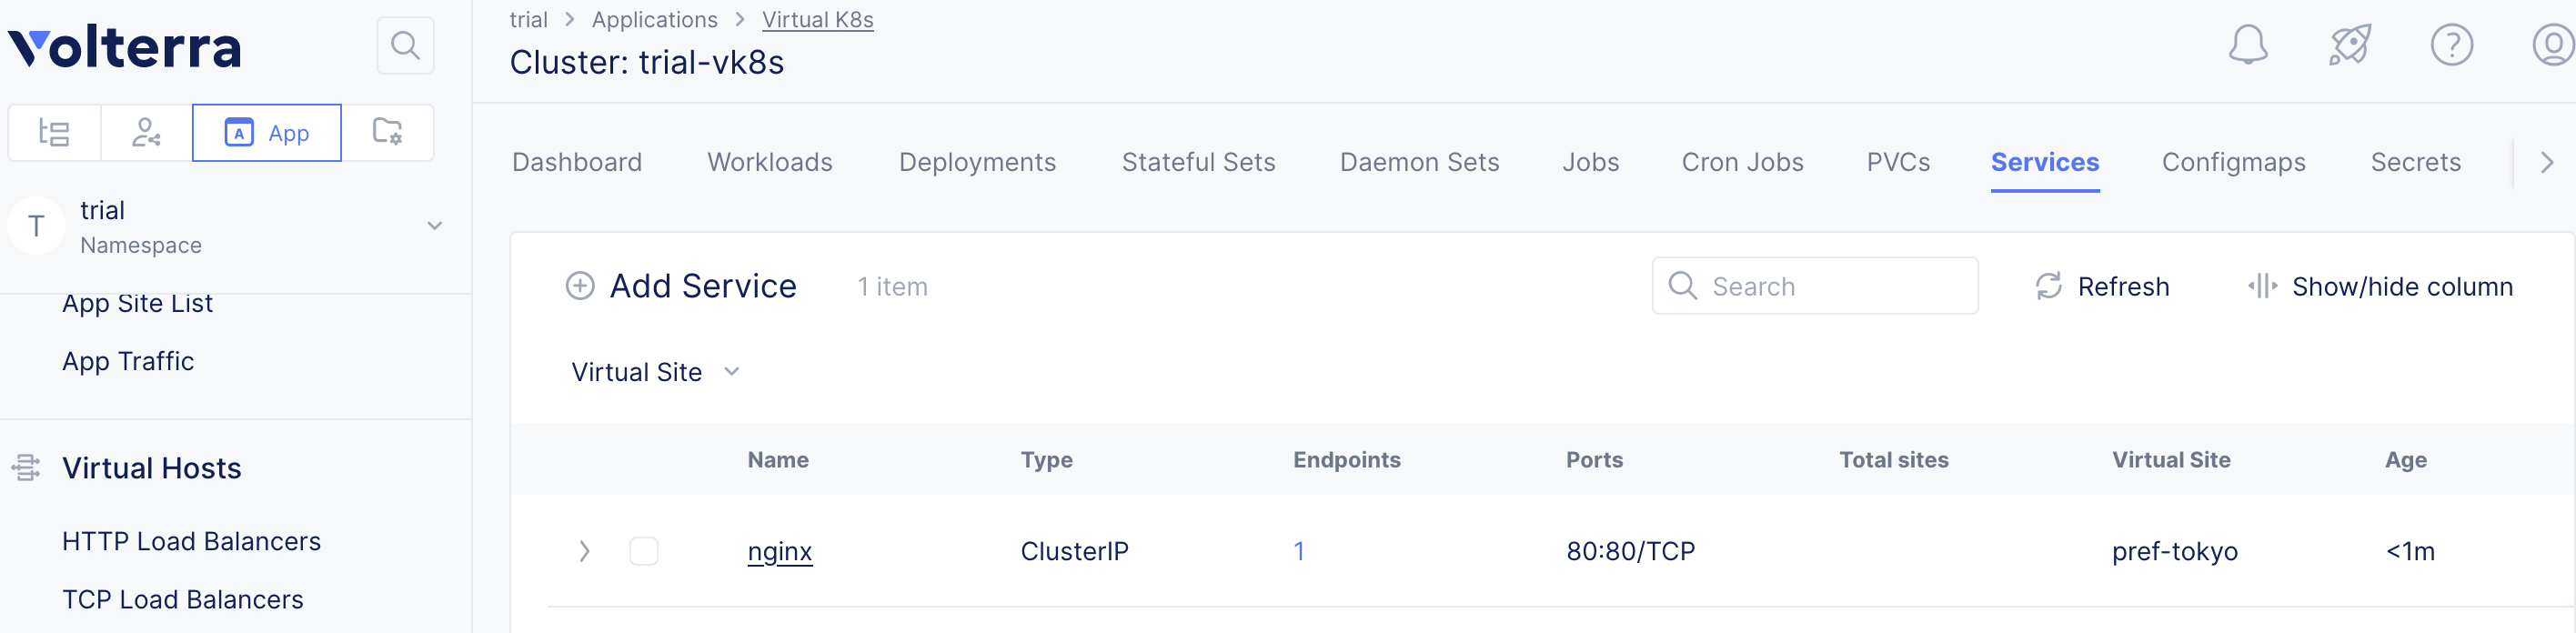 volterra
App
T
trial
Namespace
App Site List
App Traffic
Virtual Hosts
HTTP Load Balancers
TCP Load Balancers
trial > Applications > Virtual K8s
Cluster: trial-vk8s
Dashboard Workloads Deployments Stateful Sets Daemon Sets Jobs Cron Jobs PVCs Services Configmaps Secrets
Add Service 1 item Search Refresh Show/hide column
Virtual Site
Name Type Endpoints Ports Total sites Virtual Site Age
nginx ClusterIP 1 80:80/TCP pref-tokyo <1m